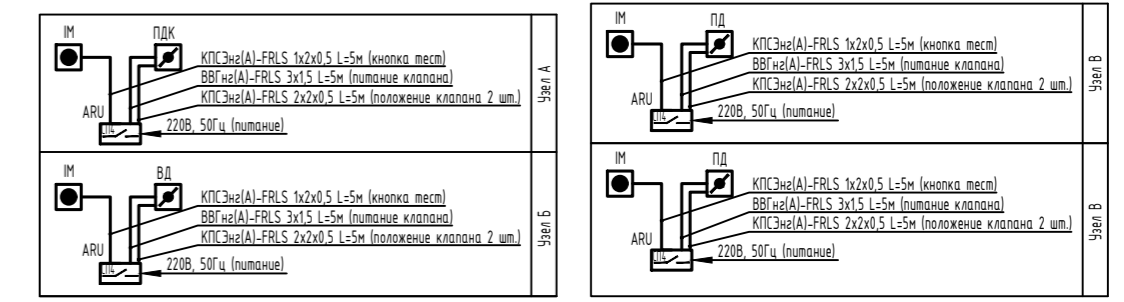 IM
ПДК
КПСЭнг(А)-FRLS 1х2х0,5 L=5м (кнопка тест)
ВВГнг(А)-FRLS 3х1,5 L=5м (питание клапана)
КПСЭнг(А)-FRLS 2х2х0,5 L=5м (положение клапана 2 шт.)
ARU
220В, 50Гц (питание)
Узел А
IM
ВД
КПСЭнг(А)-FRLS 1х2х0,5 L=5м (кнопка тест)
ВВГнг(А)-FRLS 3х1,5 L=5м (питание клапана)
КПСЭнг(А)-FRLS 2х2х0,5 L=5м (положение клапана 2 шт.)
ARU
220В, 50Гц (питание)
Узел Б
IM
ПД
КПСЭнг(А)-FRLS 1х2х0,5 L=5м (кнопка тест)
ВВГнг(А)-FRLS 3х1,5 L=5м (питание клапана)
КПСЭнг(А)-FRLS 2х2х0,5 L=5м (положение клапана 2 шт.)
ARU
220В, 50Гц (питание)
Узел В
IM
ПД
КПСЭнг(А)-FRLS 1х2х0,5 L=5м (кнопка тест)
ВВГнг(А)-FRLS 3х1,5 L=5м (питание клапана)
КПСЭнг(А)-FRLS 2х2х0,5 L=5м (положение клапана 2 шт.)
ARU
220В, 50Гц (питание)
Узел В